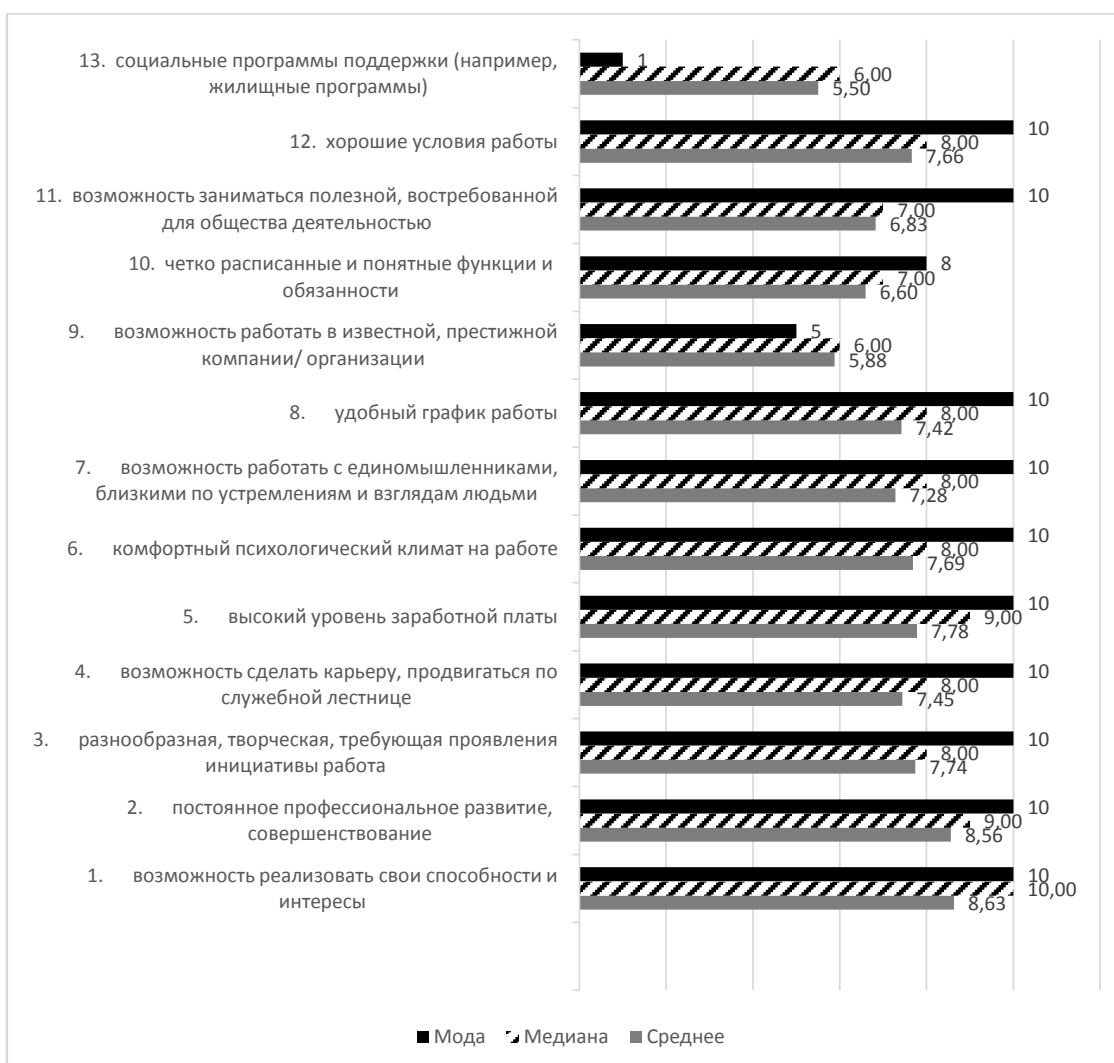 13. социальные программы поддержки (например,
жилищные программы)
1
6,00
5,50
12. хорошие условия работы
10
8,00
7,66
11. возможность заниматься полезной, востребованной
для общества деятельностью
10
7,00
6,83
10. четко расписанные и понятные функции и
обязанности
8
7,00
6,60
9. возможность работать в известной, престижной
компании/ организации
5
6,00
5,88
8. удобный график работы
10
8,00
7,42
7. возможность работать с единомышленниками,
близкими по устремлениям и взглядам людьми
10
8,00
7,28
6. комфортный психологический климат на работе
10
8,00
7,69
5. высокий уровень заработной платы
10
9,00
7,78
4. возможность сделать карьеру, продвигаться по
служебной лестнице
10
8,00
7,45
3. разнообразная, творческая, требующая проявления
инициативы работа
10
8,00
7,74
2. постоянное профессиональное развитие,
совершенствование
10
9,00
8,56
1. возможность реализовать свои способности и
интересы
10
10,00
8,63
Мода Медиана Среднее